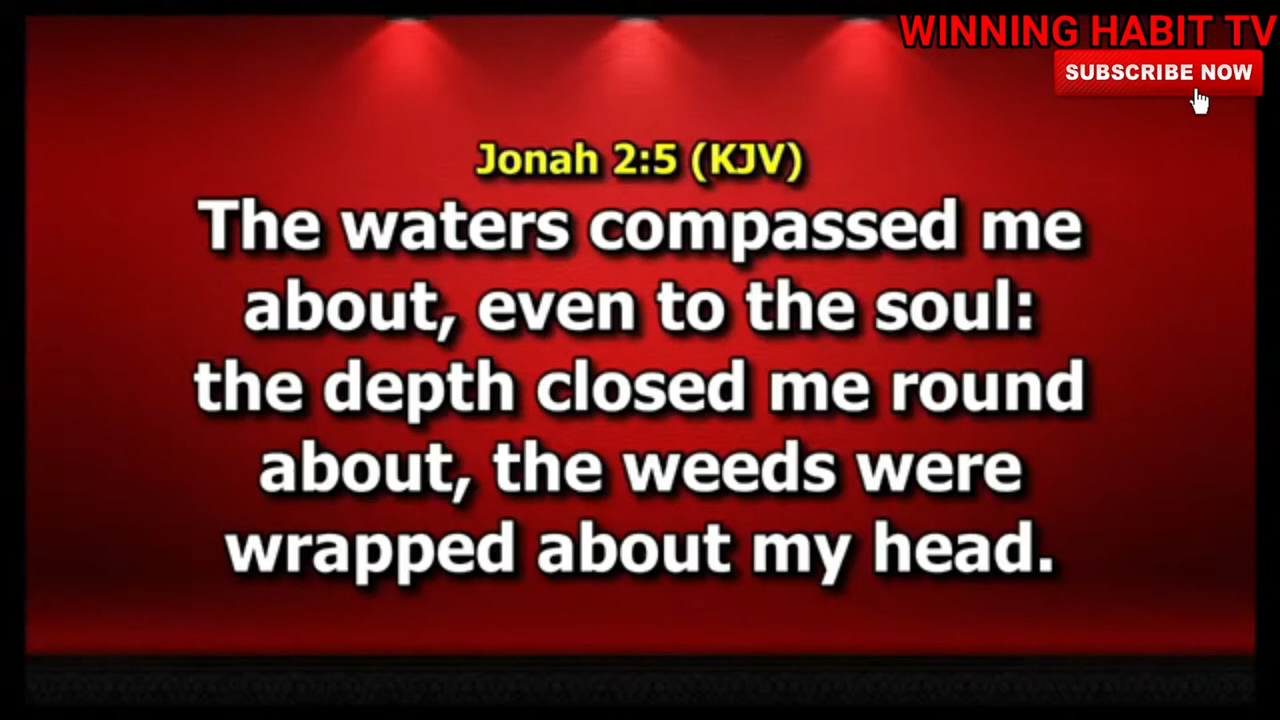 WINNING HABIT TV
SUBSCRIBE NOW
Jonah 2:5 (KJV)
The waters compassed me
about, even to the soul:
the depth closed me round
about, the weeds were
wrapped about my head.